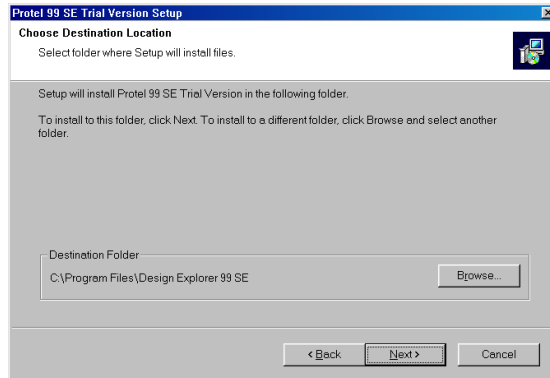 Protel 99 SE Trial Version Setup
Choose Destination Location
Select folder where Setup will install files.
Setup will install Protel 99 SE Trial Version in the following folder.
To install to this folder, click Next. To install to a different folder, click Browse and select another
folder.
Destination Folder
C:\Program Files\Design Explorer 99 SE
Browse...
< Back
Next >
Cancel